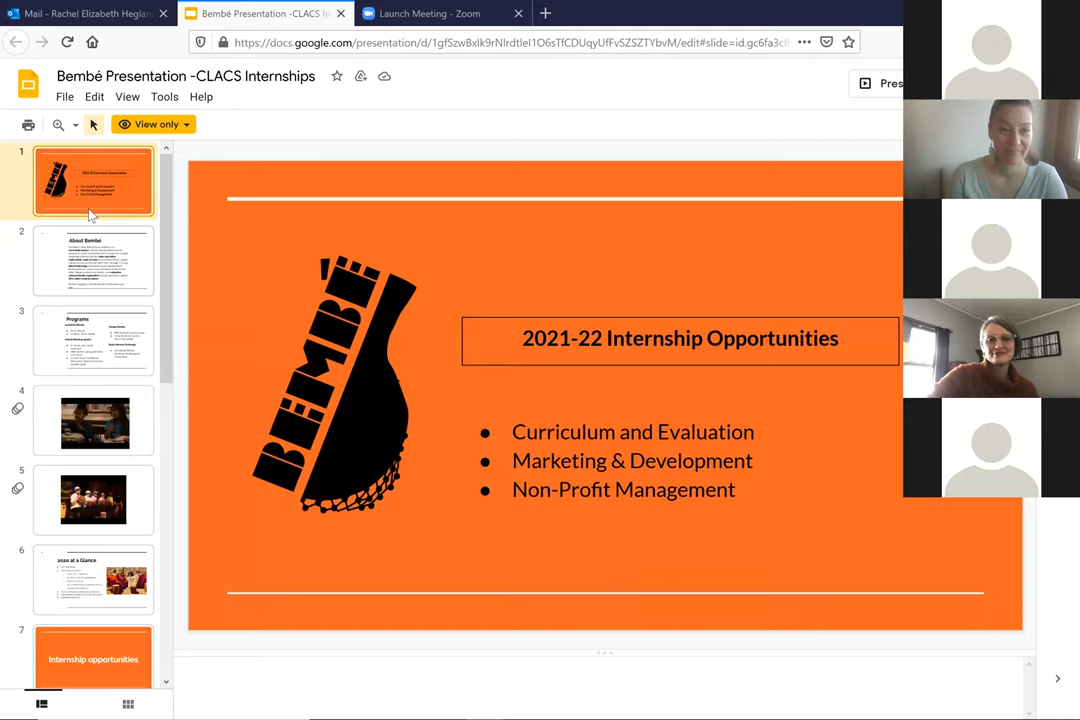 Mail - Rachel Elizabeth Heglan
Bembé Presentation -CLACS In
Launch Meeting - Zoom
https://docs.google.com/presentation/d/1gfSzwBxIk9rNlrdtIeI1O6sTfCDUqyUfFvSZSZTYbvM/edit#slide=id.gc6fa3c8
Bembé Presentation -CLACS Internships
File Edit View Tools Help
Pres
View only
1
2
About Bembé
3
Programs
4
5
6
2020 at a Glance
7
Internship opportunities
BEMBÉ
2021-22 Internship Opportunities
● Curriculum and Evaluation
● Marketing & Development
● Non-Profit Management